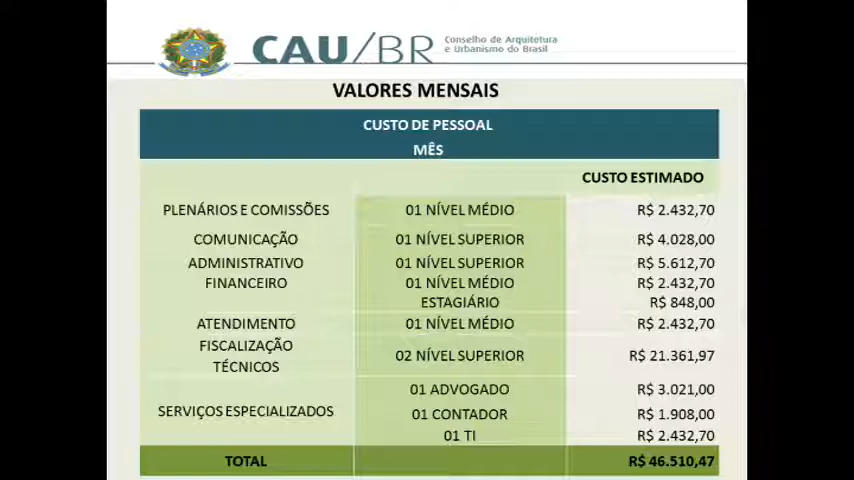 CAU/BR Conselho de Arquitetura
e Urbanismo do Brasil
VALORES MENSAIS
CUSTO DE PESSOAL
MÊS
CUSTO ESTIMADO
PLENÁRIOS E COMISSÕES 01 NÍVEL MÉDIO R$ 2.432,70
COMUNICAÇÃO 01 NÍVEL SUPERIOR R$ 4.028,00
ADMINISTRATIVO 01 NÍVEL SUPERIOR R$ 5.612,70
FINANCEIRO 01 NÍVEL MÉDIO R$ 2.432,70
ESTAGIÁRIO R$ 848,00
ATENDIMENTO 01 NÍVEL MÉDIO R$ 2.432,70
FISCALIZAÇÃO
TÉCNICOS 02 NÍVEL SUPERIOR R$ 21.361,97
01 ADVOGADO R$ 3.021,00
SERVIÇOS ESPECIALIZADOS 01 CONTADOR R$ 1.908,00
01 TI R$ 2.432,70
TOTAL R$ 46.510,47